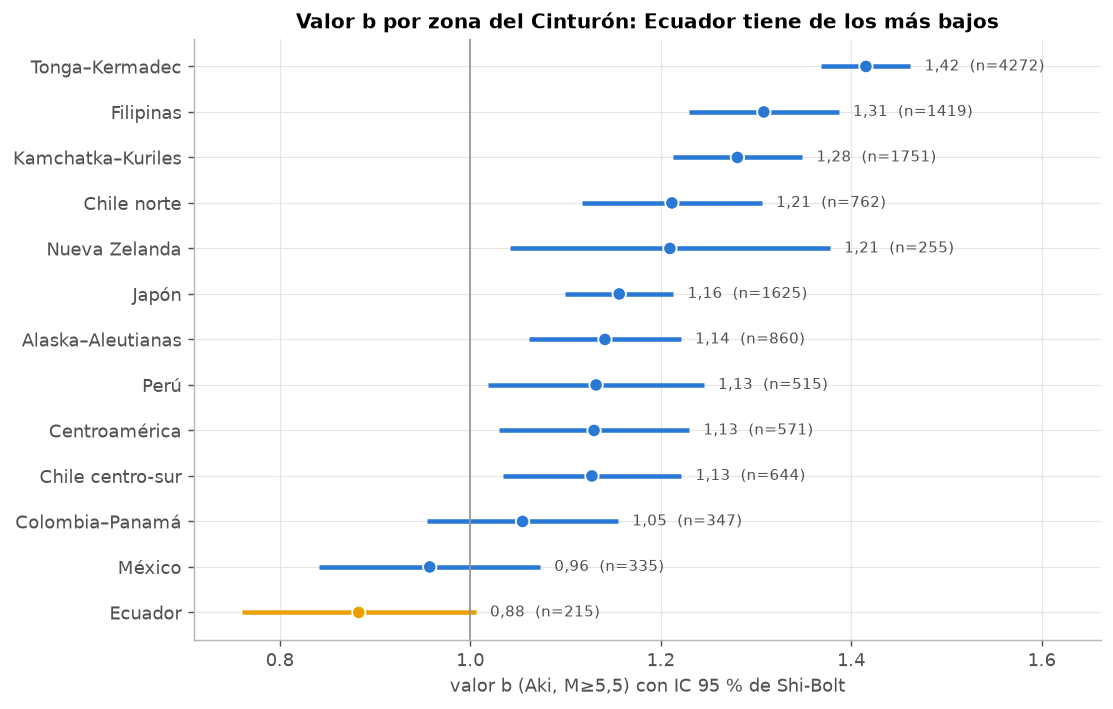 Valor b por zona del Cinturón: Ecuador tiene de los más bajos
Tonga–Kermadec 1,42 (n=4272)
Filipinas 1,31 (n=1419)
Kamchatka–Kuriles 1,28 (n=1751)
Chile norte 1,21 (n=762)
Nueva Zelanda 1,21 (n=255)
Japón 1,16 (n=1625)
Alaska–Aleutianas 1,14 (n=860)
Perú 1,13 (n=515)
Centroamérica 1,13 (n=571)
Chile centro-sur 1,13 (n=644)
Colombia–Panamá 1,05 (n=347)
México 0,96 (n=335)
Ecuador 0,88 (n=215)
0.8 1.0 1.2 1.4 1.6
valor b (Aki, M≥5,5) con IC 95 % de Shi-Bolt